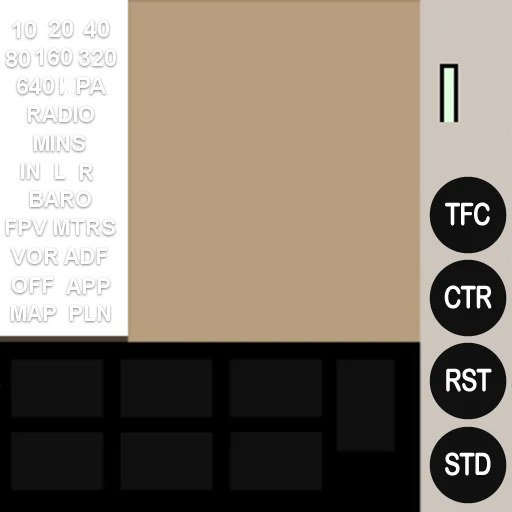 10 20 40
80 160 320
640 PA
RADIO
MINS
IN L R
BARO
FPV MTRS
VOR ADF
OFF APP
MAP PLN
TFC
CTR
RST
STD